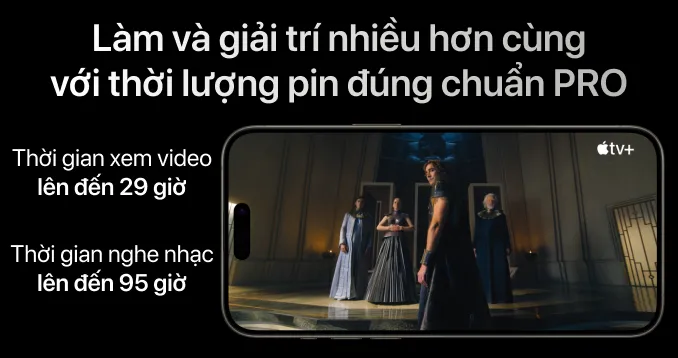 Làm và giải trí nhiều hơn cùng
với thời lượng pin đúng chuẩn PRO
Thời gian xem video
lên đến 29 giờ
Thời gian nghe nhạc
lên đến 95 giờ
tv+